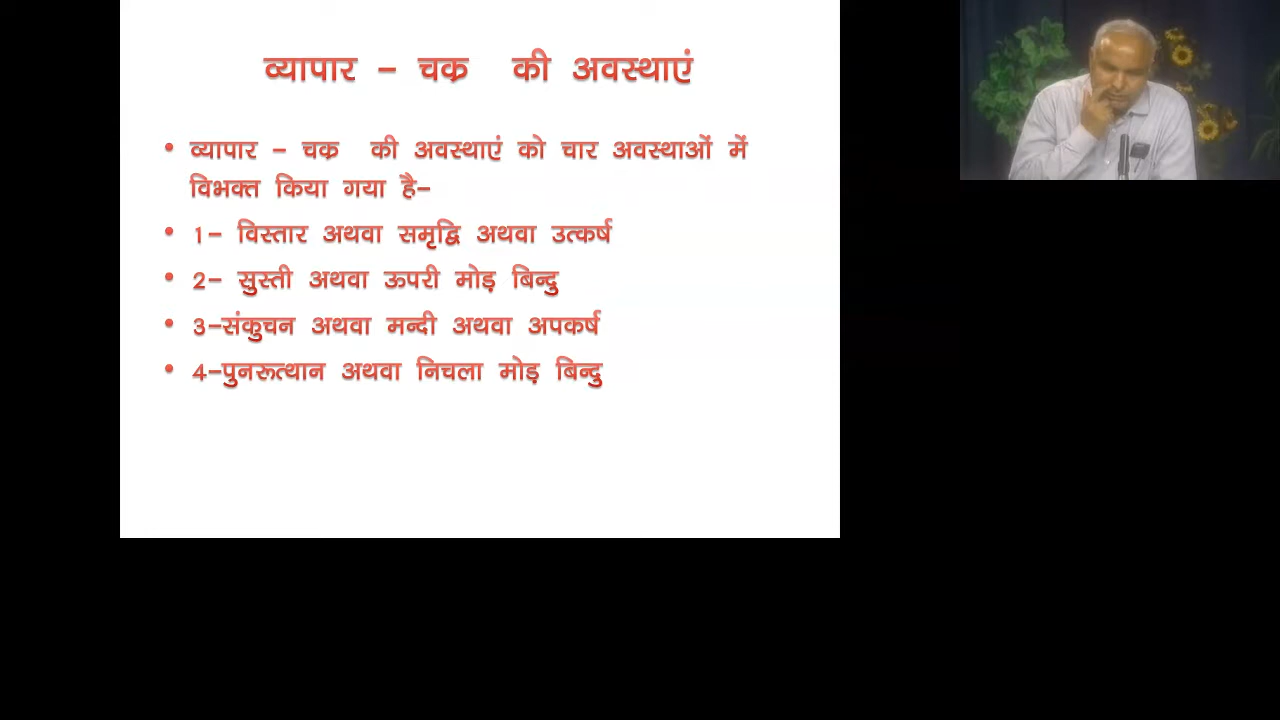 व्यापार - चक्र की अवस्थाएं
• व्यापार - चक्र की अवस्थाएं को चार अवस्थाओं में
विभक्त किया गया है-
• 1- विस्तार अथवा समृद्वि अथवा उत्कर्ष
• 2- सुस्ती अथवा ऊपरी मोड़ बिन्दु
• 3-संकुचन अथवा मन्दी अथवा अपकर्ष
• 4-पुनरूत्थान अथवा निचला मोड़ बिन्दु